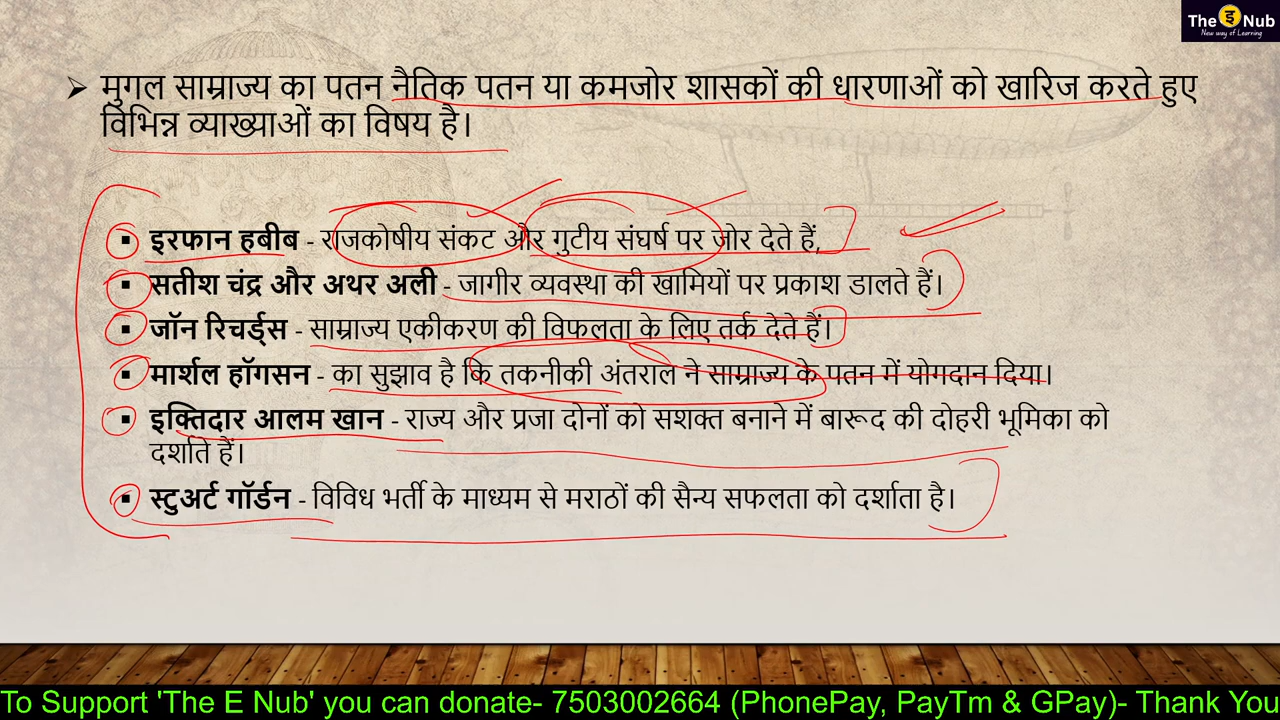 The इ Nub
New way of Learning
➢ मुगल साम्राज्य का पतन नैतिक पतन या कमजोर शासकों की धारणाओं को खारिज करते हुए
विभिन्न व्याख्याओं का विषय है।
▪ इरफान हबीब - राजकोषीय संकट और गुटीय संघर्ष पर जोर देते हैं,
▪ सतीश चंद्र और अथर अली - जागीर व्यवस्था की खामियों पर प्रकाश डालते हैं।
▪ जॉन रिचर्ड्स - साम्राज्य एकीकरण की विफलता के लिए तर्क देते हैं।
▪ मार्शल हॉगसन - का सुझाव है कि तकनीकी अंतराल ने साम्राज्य के पतन में योगदान दिया।
▪ इक्तिदार आलम खान - राज्य और प्रजा दोनों को सशक्त बनाने में बारूद की दोहरी भूमिका को
दर्शाते हैं।
▪ स्टुअर्ट गॉर्डन - विविध भर्ती के माध्यम से मराठों की सैन्य सफलता को दर्शाता है।
To Support 'The E Nub' you can donate- 7503002664 (PhonePay, PayTm & GPay)- Thank You